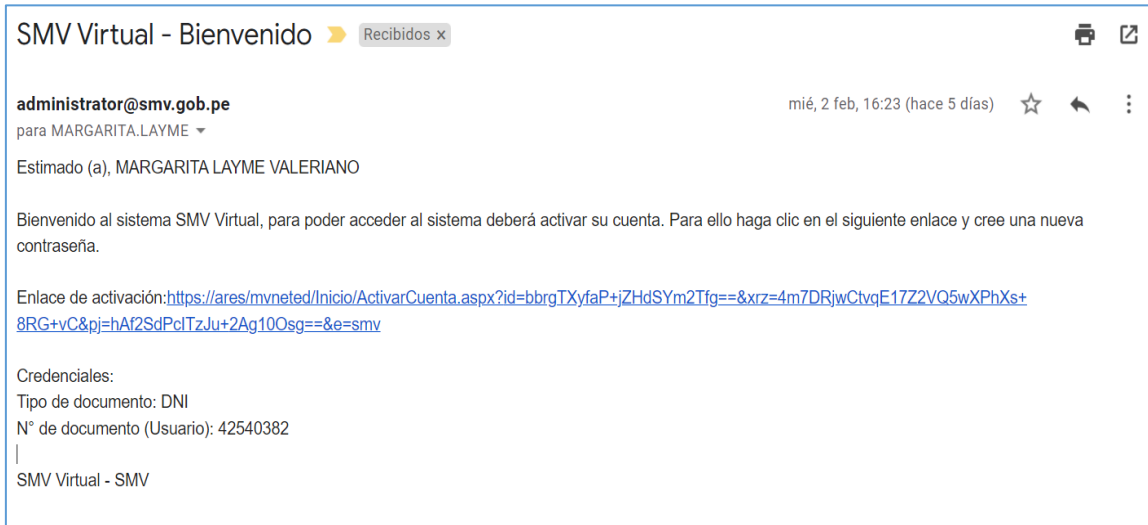 SMV Virtual - Bienvenido Recibidos x
administrator@smv.gob.pe mié, 2 feb, 16:23 (hace 5 días)
para MARGARITA.LAYME
Estimado (a), MARGARITA LAYME VALERIANO
Bienvenido al sistema SMV Virtual, para poder acceder al sistema deberá activar su cuenta. Para ello haga clic en el siguiente enlace y cree una nueva
contraseña.
Enlace de activación:https://ares/mvneted/Inicio/ActivarCuenta.aspx?id=bbrgTXyfaP+jZHdSYm2Tfg==&xrz=4m7DRjwCtvqE17Z2VQ5wXPhXs+
8RG+vC&pj=hAf2SdPcITzJu+2Ag10Osg==&e=smv
Credenciales:
Tipo de documento: DNI
N° de documento (Usuario): 42540382
SMV Virtual - SMV